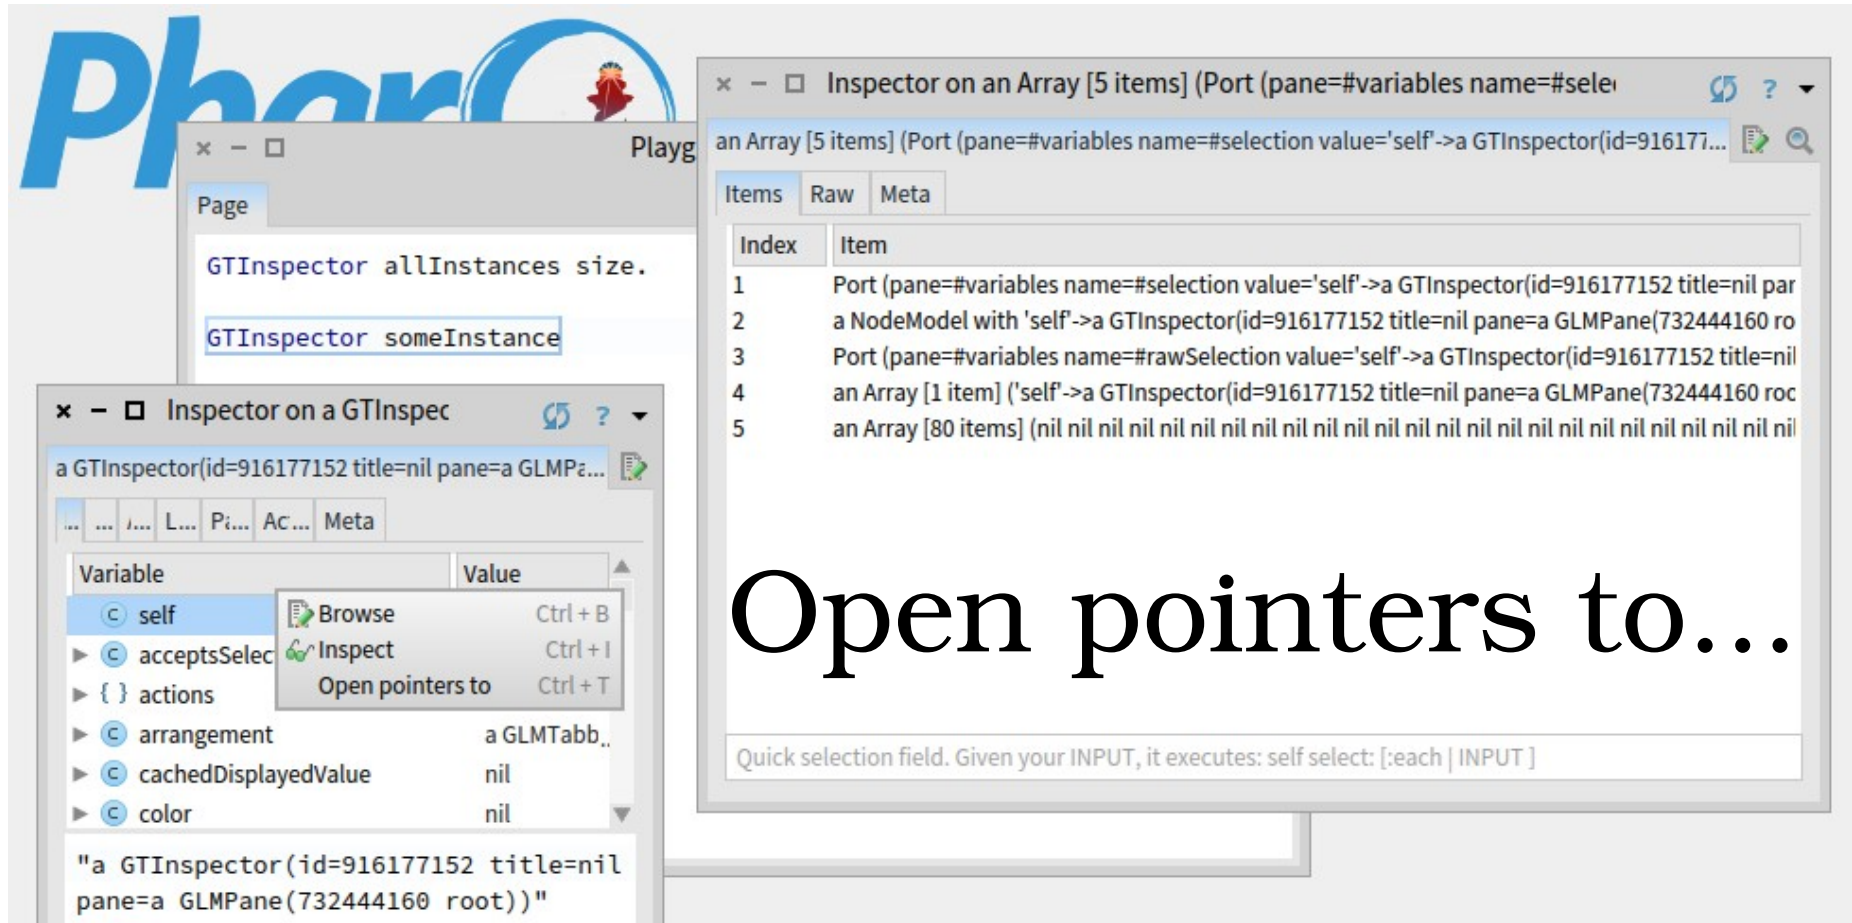 Pharo
Playg
Page
GTInspector allInstances size.
GTInspector someInstance
Inspector on a GTInspec
?
a GTInspector(id=916177152 title=nil pane=a GLMPa...
... ... /... L... Pa... Ac... Meta
Variable Value
self
acceptsSelec
{ } actions
arrangement a GLMTabb..
cachedDisplayedValue nil
color nil
Browse Ctrl + B
Inspect Ctrl + I
Open pointers to Ctrl + T
"a GTInspector(id=916177152 title=nil
pane=a GLMPane(732444160 root))"
Inspector on an Array [5 items] (Port (pane=#variables name=#sele
?
an Array [5 items] (Port (pane=#variables name=#selection value='self'->a GTInspector(id=916177...
Items Raw Meta
Index Item
1 Port (pane=#variables name=#selection value='self'->a GTInspector(id=916177152 title=nil par
2 a NodeModel with 'self'->a GTInspector(id=916177152 title=nil pane=a GLMPane(732444160 ro
3 Port (pane=#variables name=#rawSelection value='self'->a GTInspector(id=916177152 title=nil
4 an Array [1 item] ('self'->a GTInspector(id=916177152 title=nil pane=a GLMPane(732444160 roc
5 an Array [80 items] (nil nil nil nil nil nil nil nil nil nil nil nil nil nil nil nil nil nil nil nil nil nil nil nil nil
Open pointers to...
Quick selection field. Given your INPUT, it executes: self select: [:each | INPUT ]